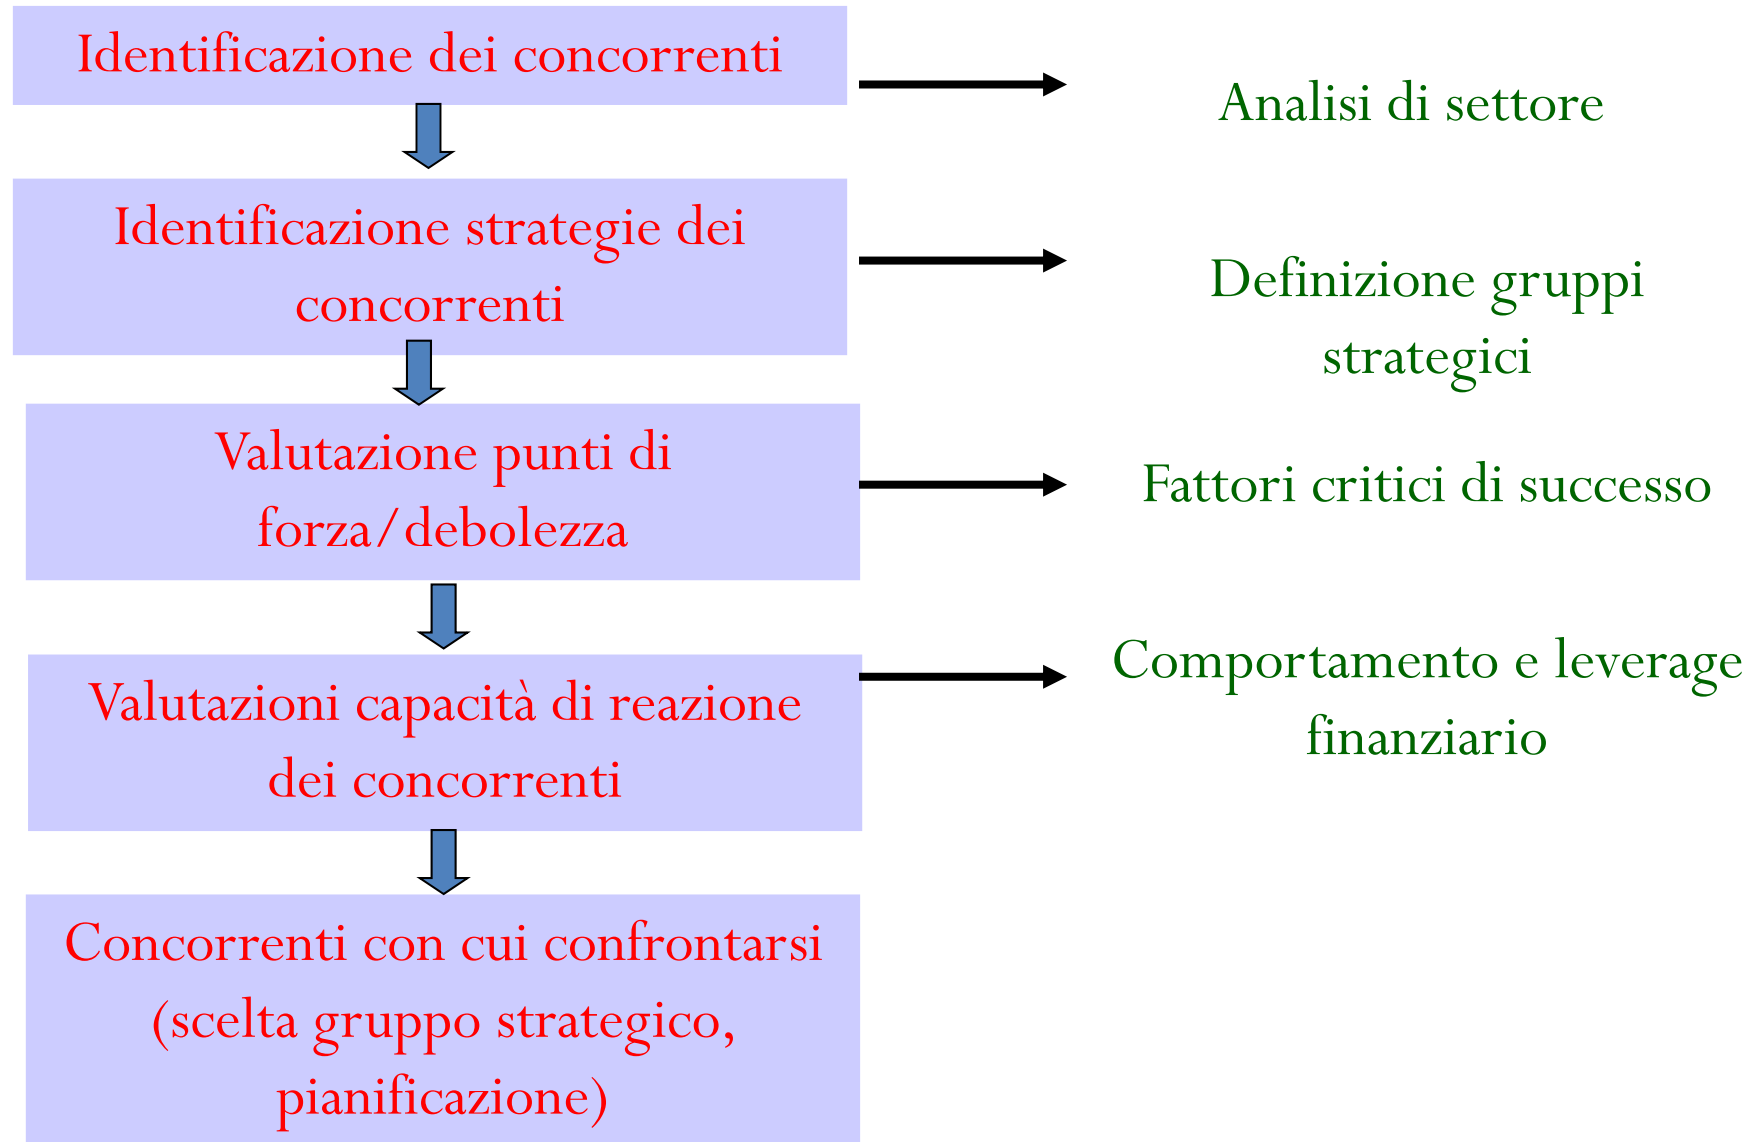 Identificazione dei concorrenti
Analisi di settore
Identificazione strategie dei
concorrenti
Definizione gruppi
strategici
Valutazione punti di
forza/debolezza
Fattori critici di successo
Valutazioni capacità di reazione
dei concorrenti
Comportamento e leverage
finanziario
Concorrenti con cui confrontarsi
(scelta gruppo strategico,
pianificazione)